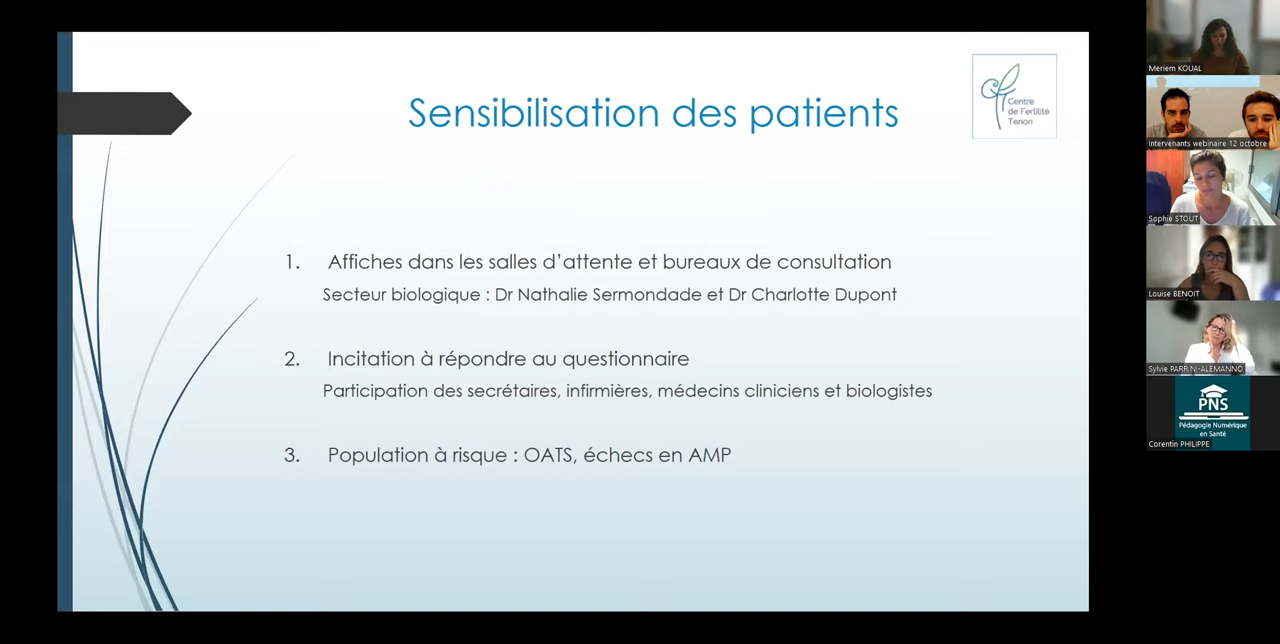 Sensibilisation des patients
Centre
de Fertilité
Tenon
1. Affiches dans les salles d’attente et bureaux de consultation
Secteur biologique : Dr Nathalie Sermondade et Dr Charlotte Dupont
2. Incitation à répondre au questionnaire
Participation des secrétaires, infirmières, médecins cliniciens et biologistes
3. Population à risque : OATS, échecs en AMP
Meriem KOUAL
Intervenants webinaire 12 octobre
Sophie STOUT
Louise BENOIT
Sylvie PARRINI-ALEMANNO
PNS
Pédagogie Numérique
en Santé
Corentin PHILIPPE